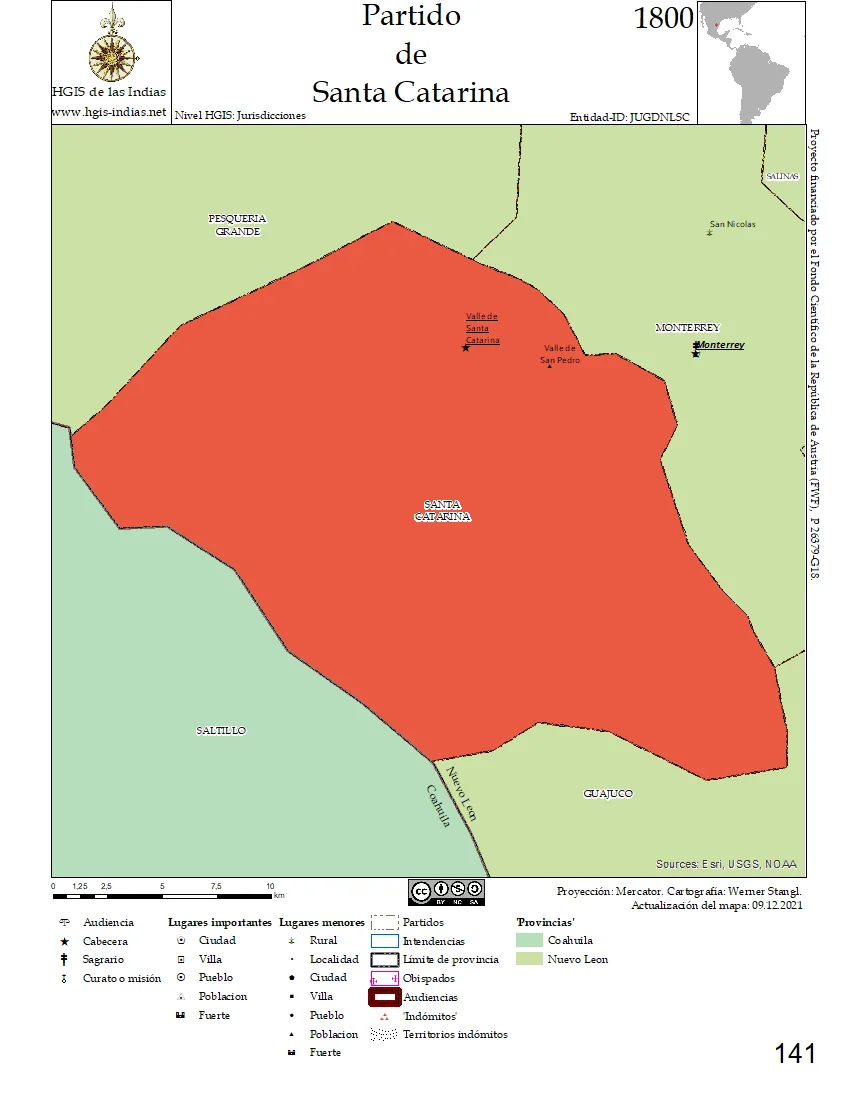 Partido
de
Santa Catarina
1800
HGIS de las Indias
www.hgis-indias.net
Nivel HGIS: Jurisdicciones
Entidad-ID: JUGDNLSC
Proyecto financiado por el Fondo Científico de la República de Austria (FWF), P 26379-G18.
SALINAS
PESQUERIA
GRANDE
San Nicolas
Valle de
Santa
Catarina
MONTERREY
Monterrey
Valle de
San Pedro
SANTA
CATARINA
SALTILLO
Nuevo Leon
Coahuila
GUAJUCO
Sources: Esri, USGS, NOAA
0 1,25 2,5 5 7,5 10
km
CC BY NC SA
Proyección: Mercator. Cartografía: Werner Stangl.
Actualización del mapa: 09.12.2021
Audiencia
Cabecera
Sagrario
Curato o misión
Lugares importantes
Ciudad
Villa
Pueblo
Poblacion
Fuerte
Lugares menores
Rural
Localidad
Ciudad
Villa
Pueblo
Poblacion
Fuerte
Partidos
Intendencias
Límite de provincia
Obispados
Audiencias
'Indómitos'
Territorios indómitos
'Provincias'
Coahuila
Nuevo Leon
141